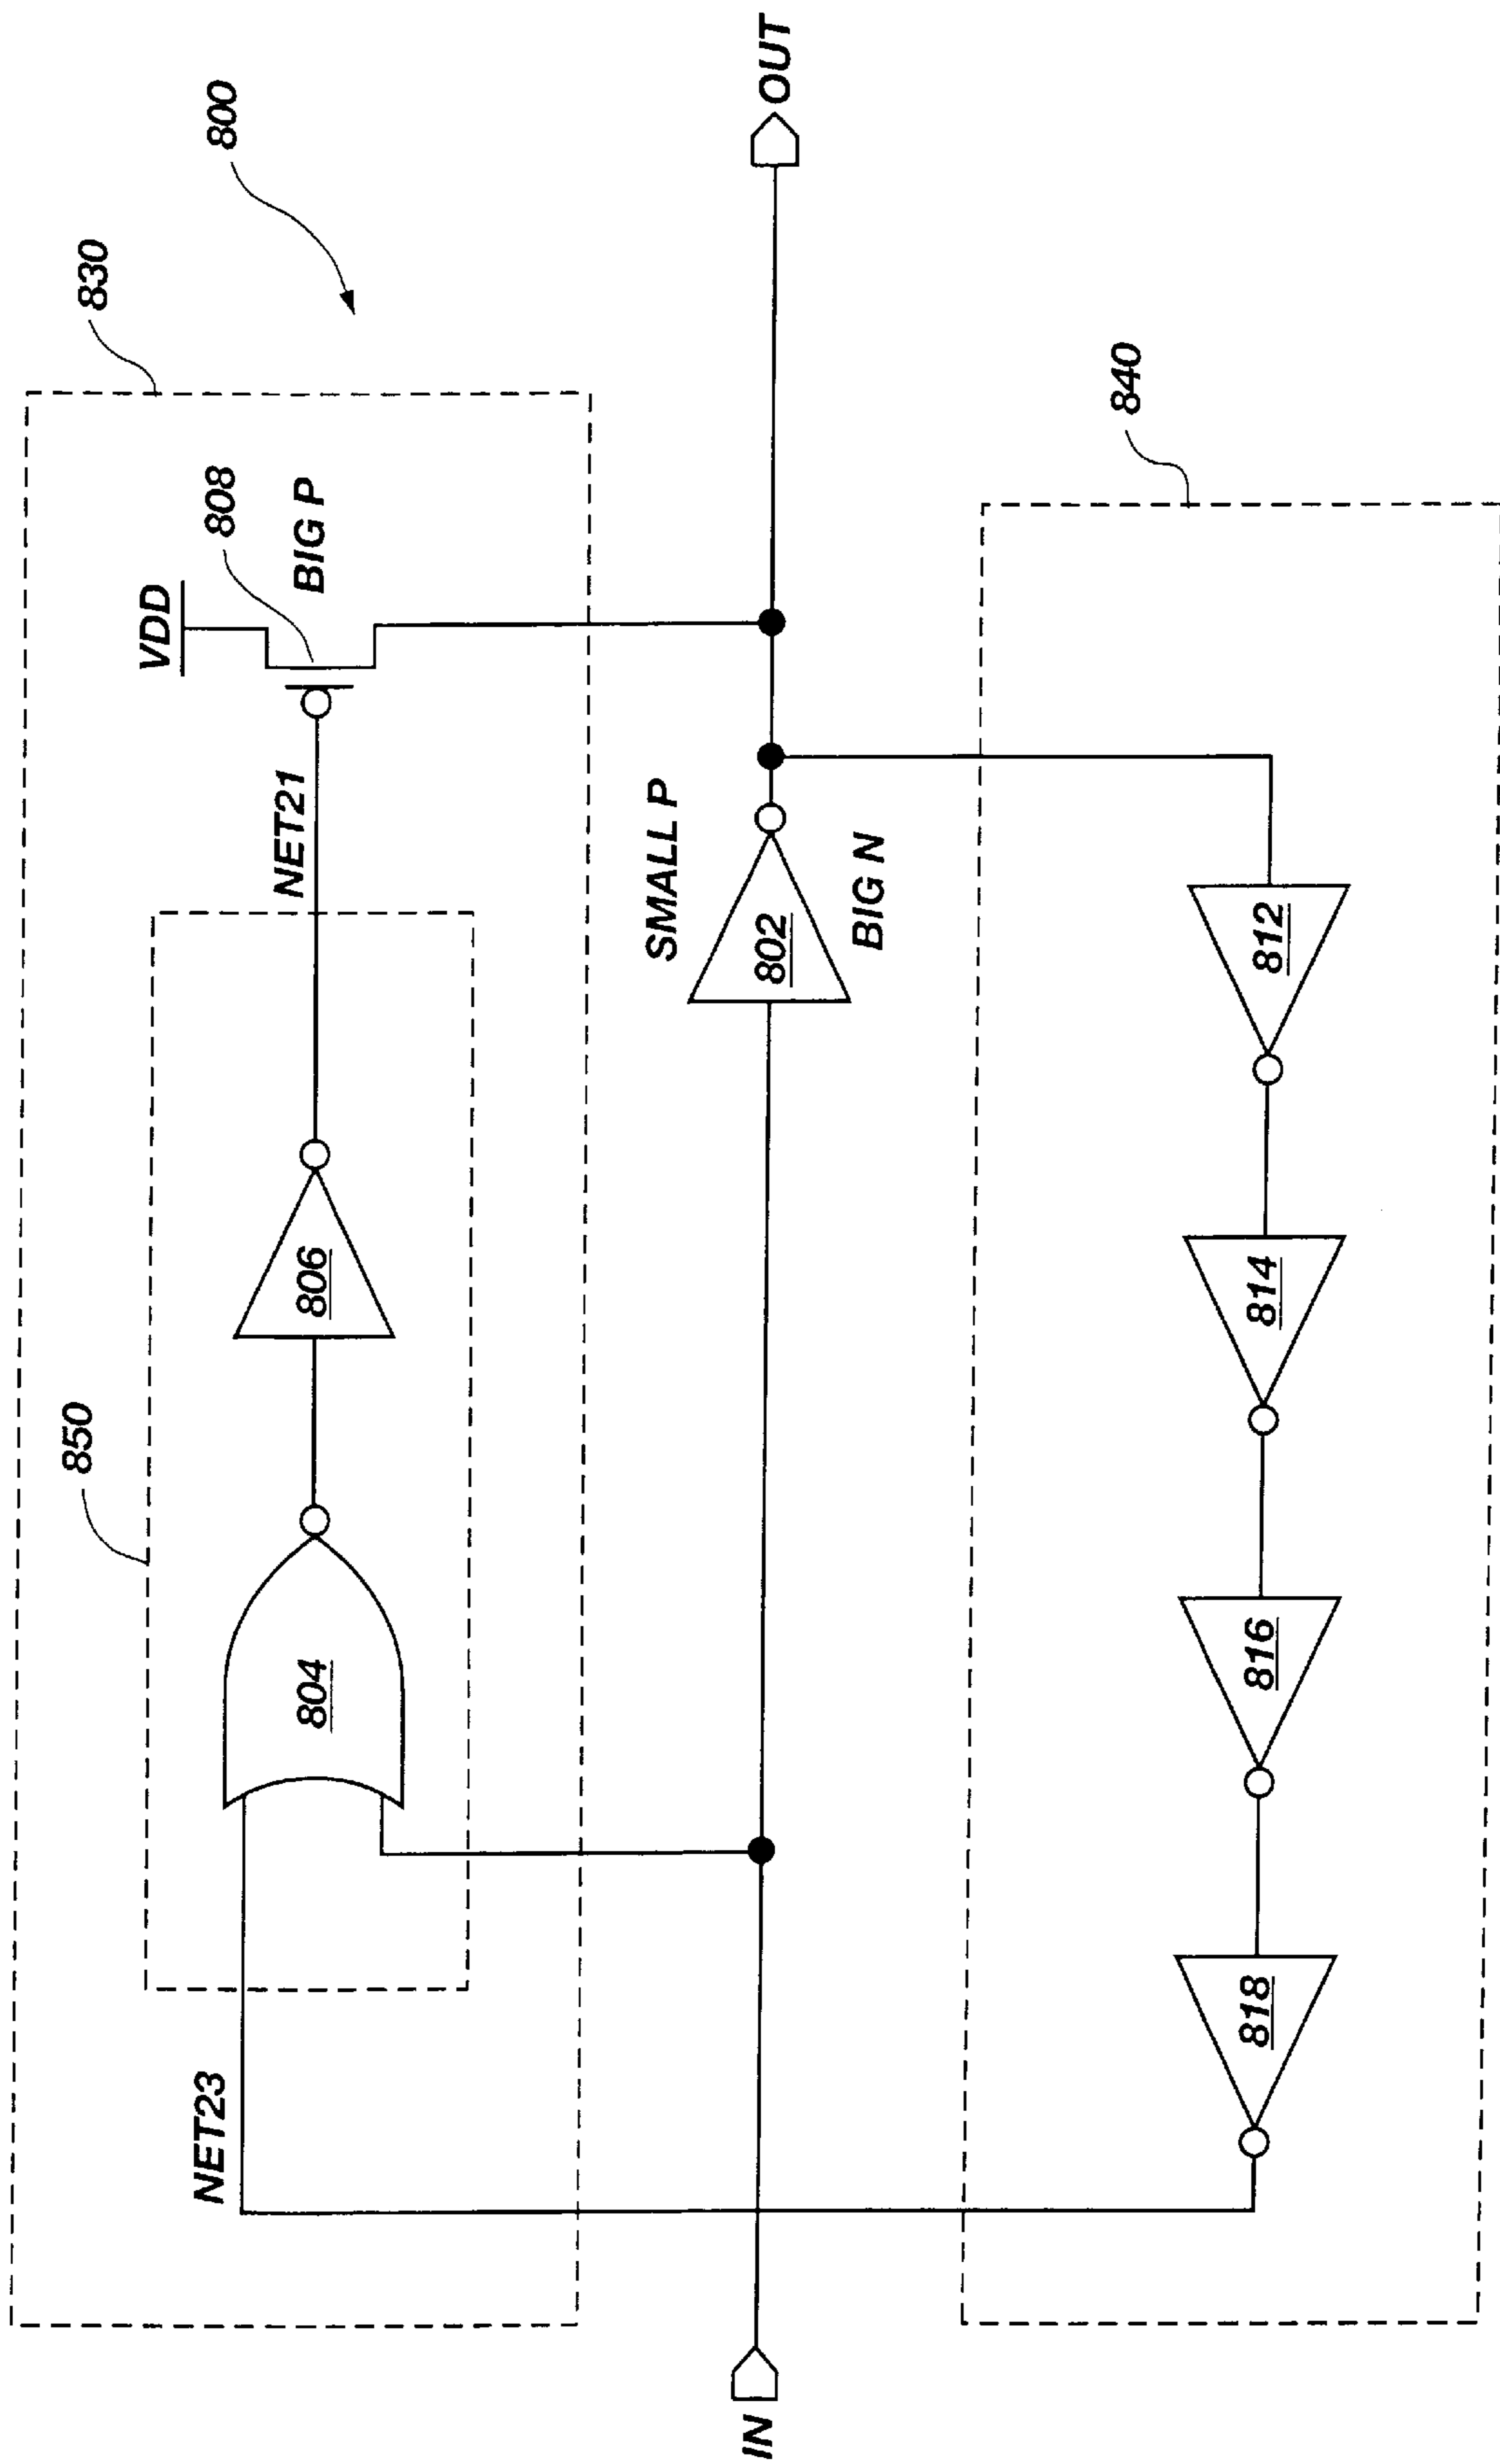 800
830
850
VDD
808
BIG P
NET21
806
804
NET23
SMALL P
802
BIG N
IN
OUT
840
818
816
814
812